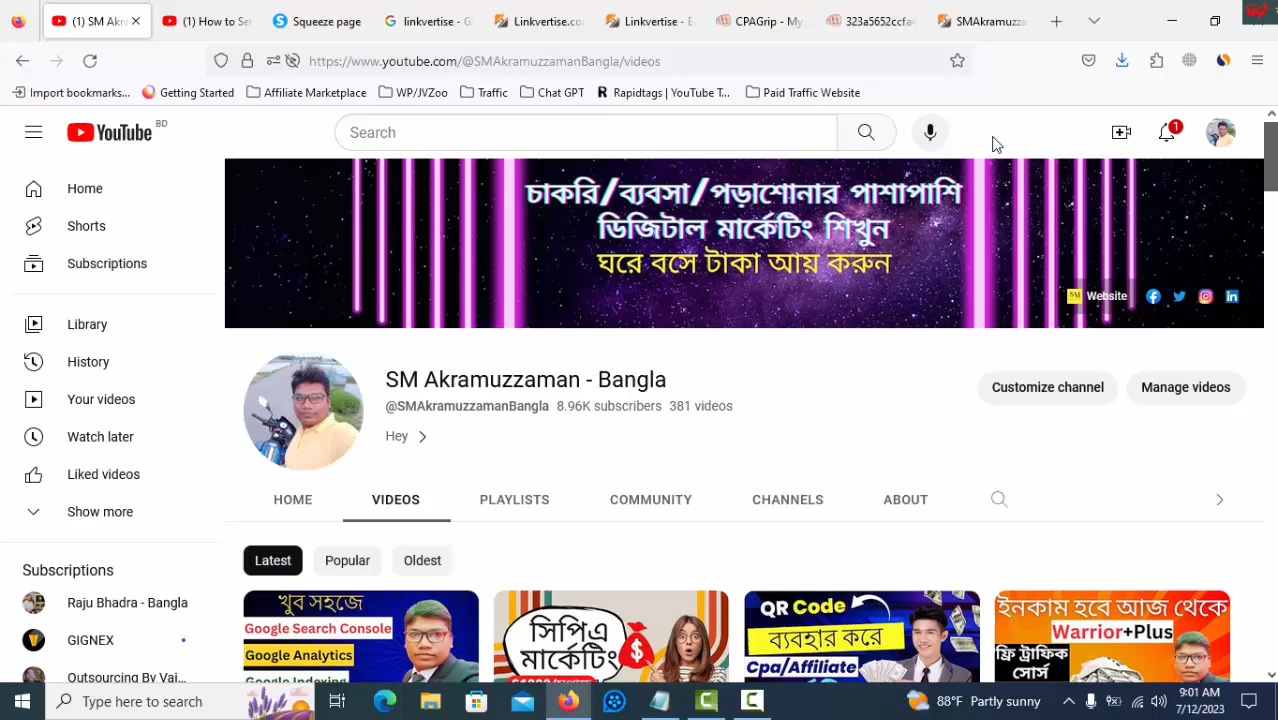 (1) SM Akr
(1) How to Se
Squeeze page
linkvertise - G
Linkvertise.co
Linkvertise - E
CPAGrip - My
323a5652ccfa
SMAkramuzza
https://www.youtube.com/@SMAkramuzzamanBangla/videos
Import bookmarks...
Getting Started
Affiliate Marketplace
WP/JVZoo
Traffic
Chat GPT
Rapidtags | YouTube T...
Paid Traffic Website
YouTube BD
Search
1
Home
Shorts
Subscriptions
Library
History
Your videos
Watch later
Liked videos
Show more
Subscriptions
Raju Bhadra - Bangla
GIGNEX
Outsourcing By Vai...
চাকরি/ব্যবসা/পড়াশোনার পাশাপাশি
ডিজিটাল মার্কেটিং শিখুন
ঘরে বসে টাকা আয় করুন
SM Website
SM Akramuzzaman - Bangla
@SMAkramuzzamanBangla 8.96K subscribers 381 videos
Hey
Customize channel
Manage videos
HOME
VIDEOS
PLAYLISTS
COMMUNITY
CHANNELS
ABOUT
Latest
Popular
Oldest
খুব সহজে
Google Search Console
Google Analytics
Google Indexing
সিপিএ
মার্কেটিং
QR Code
ব্যবহার করে
Cpa/Affiliate
ইনকাম হবে আজ থেকে
Warrior+Plus
ফ্রি ট্রাফিক
সোর্স
Type here to search
88°F Partly sunny
9:01 AM
7/12/2023